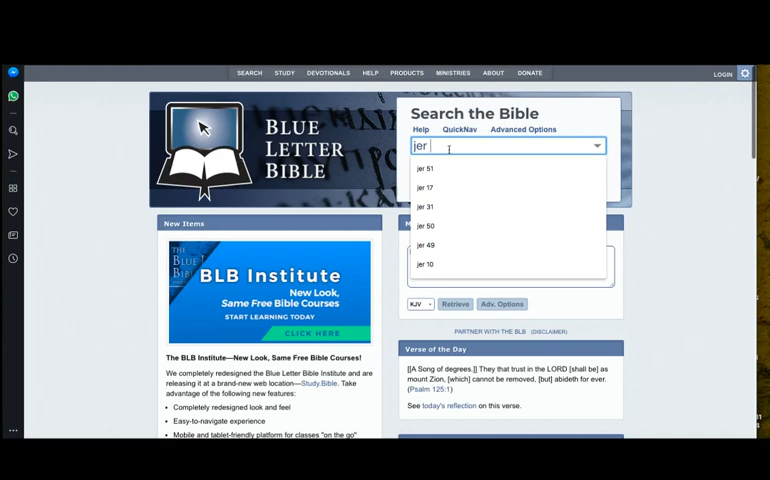 SEARCH STUDY DEVOTIONALS HELP PRODUCTS MINISTRIES ABOUT DONATE LOGIN
BLUE
LETTER
BIBLE
Search the Bible
Help QuickNav Advanced Options
jer
jer 51
jer 17
jer 31
jer 50
jer 49
jer 10
KJV Retrieve Adv. Options
PARTNER WITH THE BLB (DISCLAIMER)
Verse of the Day
[[A Song of degrees.]] They that trust in the LORD [shall be] as
mount Zion, [which] cannot be removed, [but] abideth for ever.
(Psalm 125:1)
See today's reflection on this verse.
New Items
BLB Institute
New Look,
Same Free Bible Courses!
START LEARNING TODAY
CLICK HERE
The BLB Institute—New Look, Same Free Bible Courses!
We completely redesigned the Blue Letter Bible Institute and are
releasing it at a brand-new web location—Study.Bible. Take
advantage of the following new features:
• Completely redesigned look and feel
• Easy-to-navigate experience
• Mobile and tablet-friendly platform for classes "on the go"